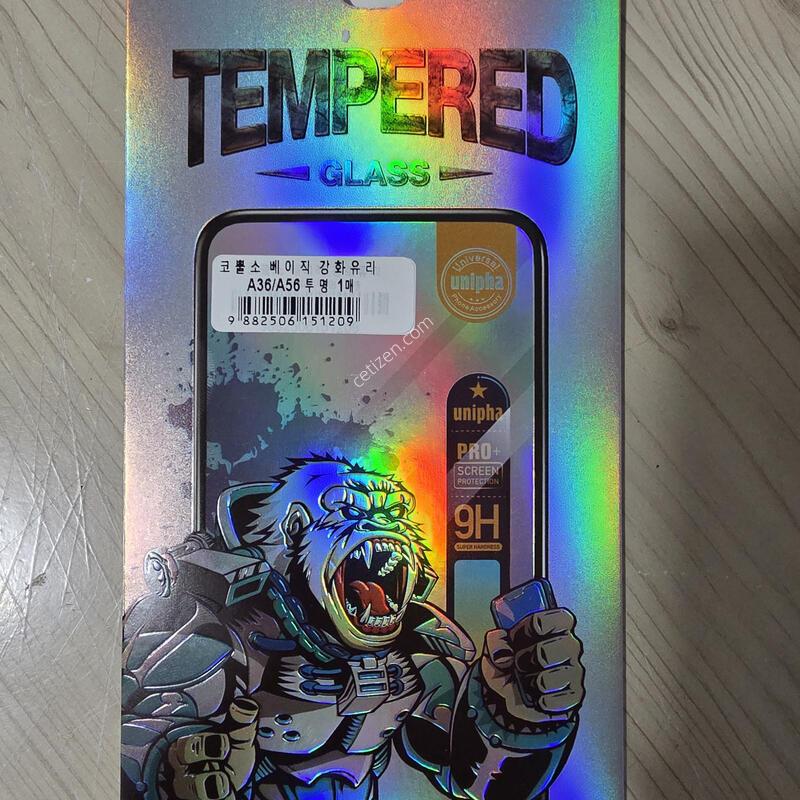 TEMPERED
GLASS
코뿔소 베이직 강화유리
A36/A56 투명 1매
9 882506 151209
Universal
unipha
Phone Accessory
cetizen.com
unipha
PRO+
SCREEN
PROTECTION
9H
SUPER HARDNESS